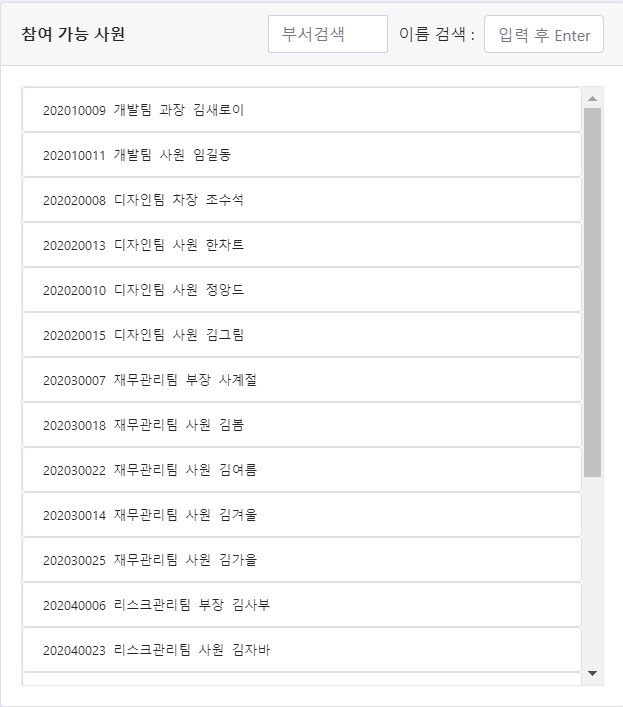 참여 가능 사원 부서검색 이름 검색 : 입력 후 Enter
202010009 개발팀 과장 김새로이
202010011 개발팀 사원 임길동
202020008 디자인팀 차장 조수석
202020013 디자인팀 사원 한차트
202020010 디자인팀 사원 정앙드
202020015 디자인팀 사원 김그림
202030007 재무관리팀 부장 사계절
202030018 재무관리팀 사원 김봄
202030022 재무관리팀 사원 김여름
202030014 재무관리팀 사원 김겨울
202030025 재무관리팀 사원 김가을
202040006 리스크관리팀 부장 김사부
202040023 리스크관리팀 사원 김자바